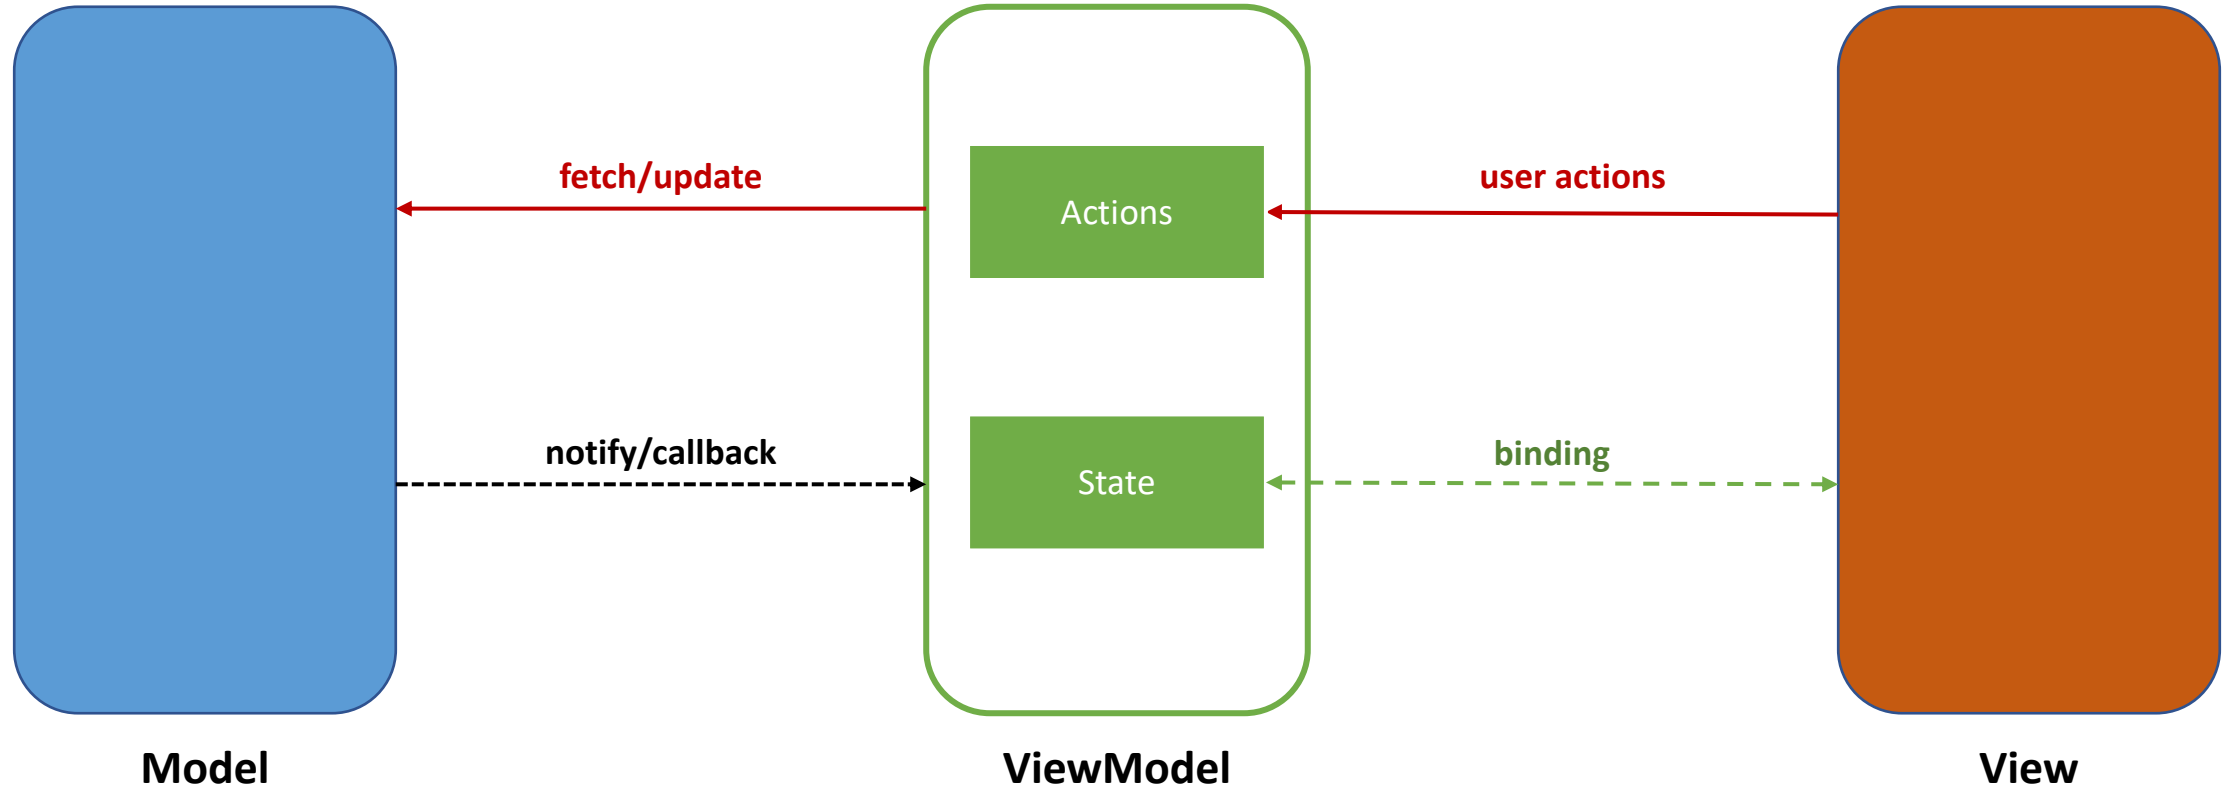 fetch/update
user actions
Actions
notify/callback
binding
State
Model
ViewModel
View